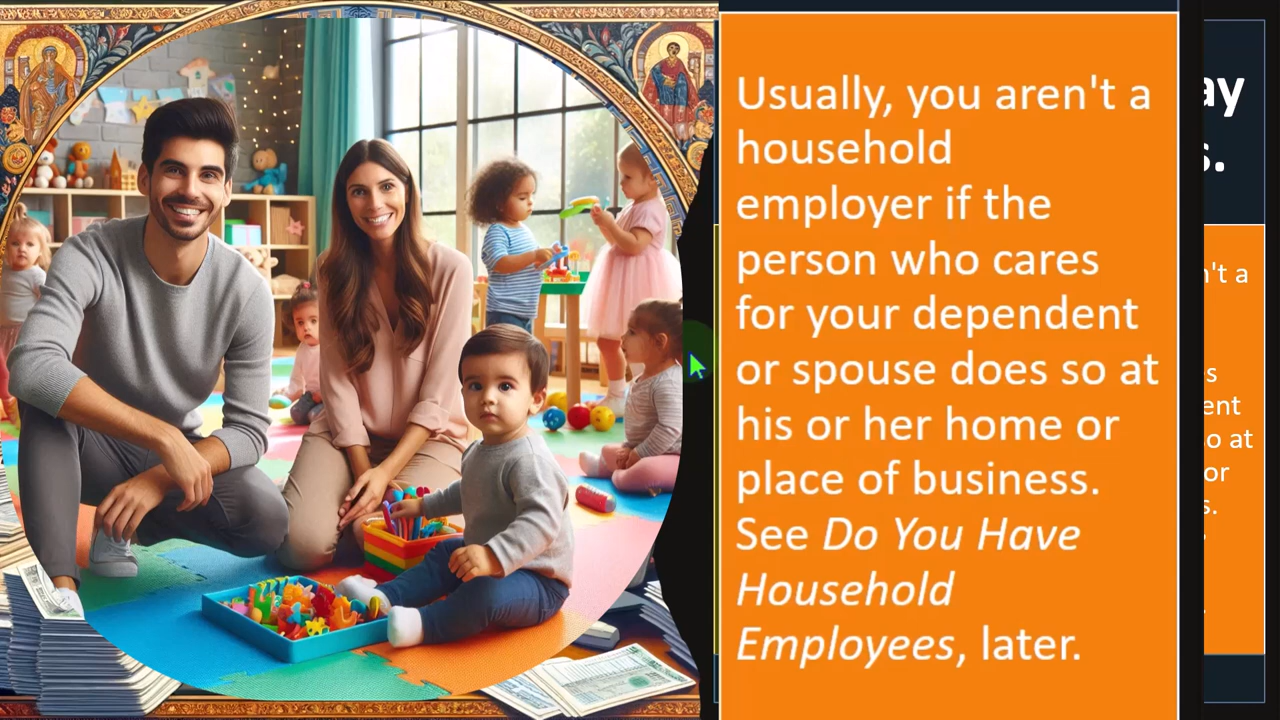 Usually, you aren't a
household
employer if the
person who cares
for your dependent
or spouse does so at
his or her home or
place of business.
See Do You Have
Household
Employees, later.